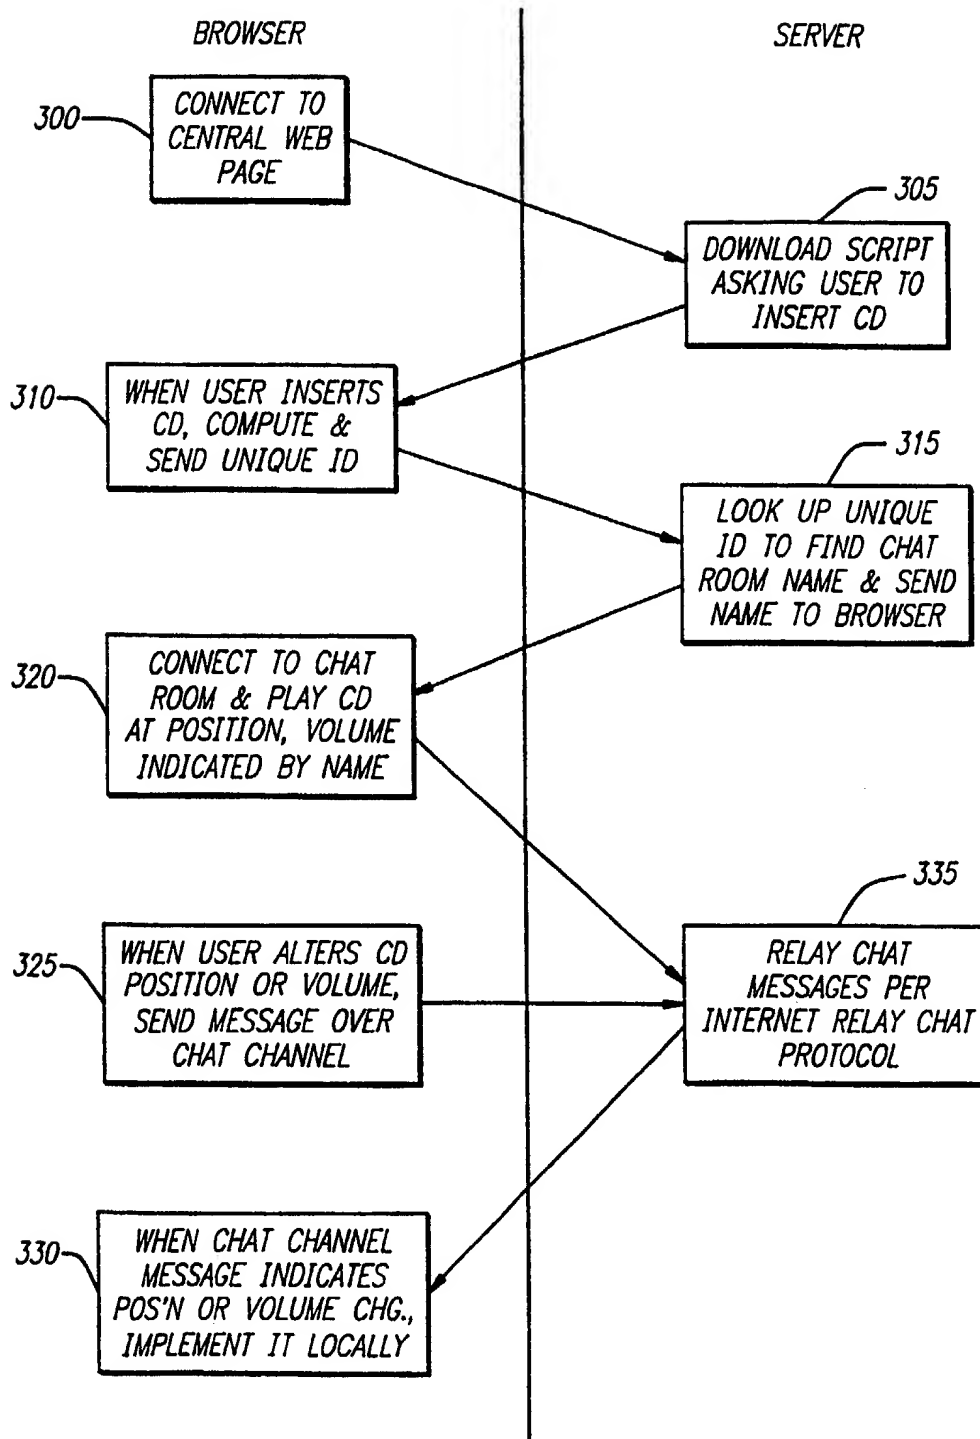 BROWSER
SERVER
300
CONNECT TO
CENTRAL WEB
PAGE
305
DOWNLOAD SCRIPT
ASKING USER TO
INSERT CD
310
WHEN USER INSERTS
CD, COMPUTE &
SEND UNIQUE ID
315
LOOK UP UNIQUE
ID TO FIND CHAT
ROOM NAME & SEND
NAME TO BROWSER
320
CONNECT TO CHAT
ROOM & PLAY CD
AT POSITION, VOLUME
INDICATED BY NAME
325
WHEN USER ALTERS CD
POSITION OR VOLUME,
SEND MESSAGE OVER
CHAT CHANNEL
335
RELAY CHAT
MESSAGES PER
INTERNET RELAY CHAT
PROTOCOL
330
WHEN CHAT CHANNEL
MESSAGE INDICATES
POS'N OR VOLUME CHG.,
IMPLEMENT IT LOCALLY